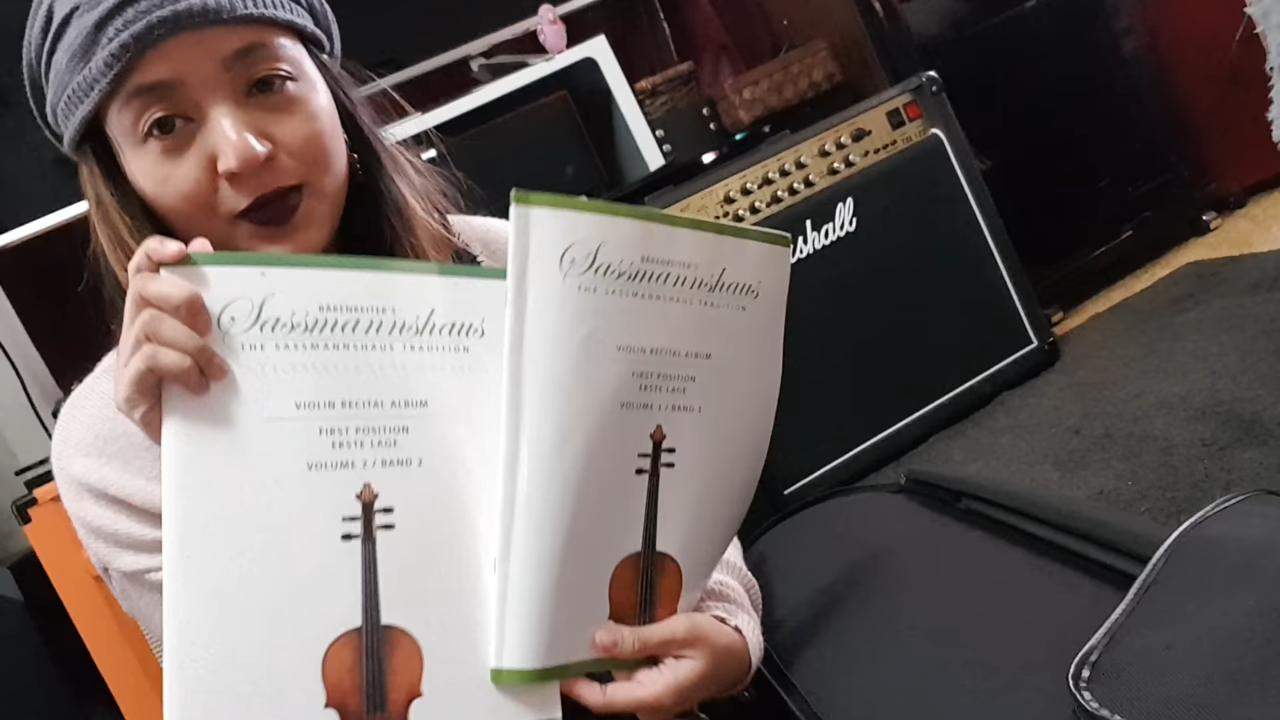 BÄRENREITER'S
Sassmannshaus
THE SASSMANNSHAUS TRADITION
VIOLIN RECITAL ALBUM
FIRST POSITION
ERSTE LAGE
VOLUME 2 / BAND 2
BÄRENREITER'S
Sassmannshaus
THE SASSMANNSHAUS TRADITION
VIOLIN RECITAL ALBUM
FIRST POSITION
ERSTE LAGE
VOLUME 1 / BAND 1
shall